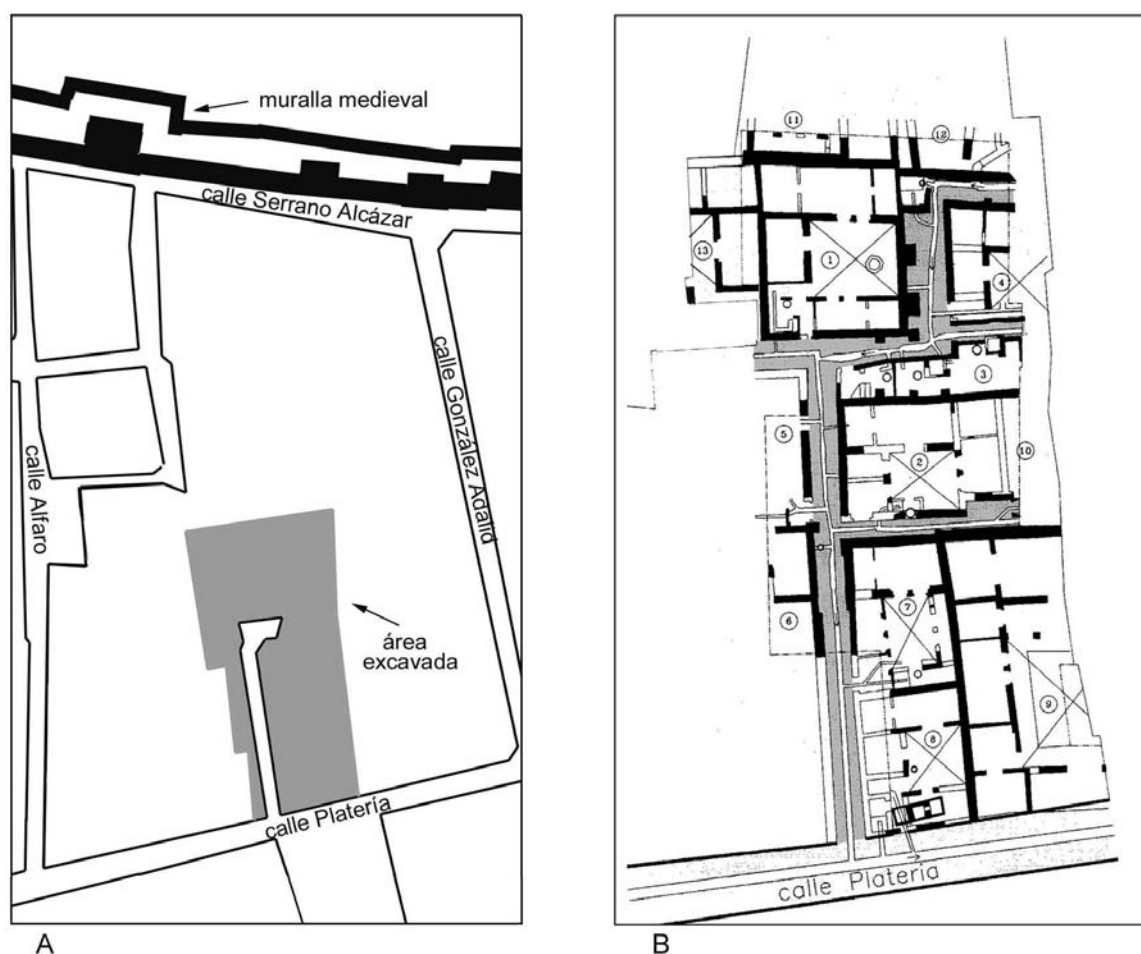 muralla medieval
calle Serrano Alcázar
calle González Adalid
calle Alfaro
área
excavada
calle Platería
A
11
12
13
1
4
3
5
2
10
7
6
9
8
calle Platería
B